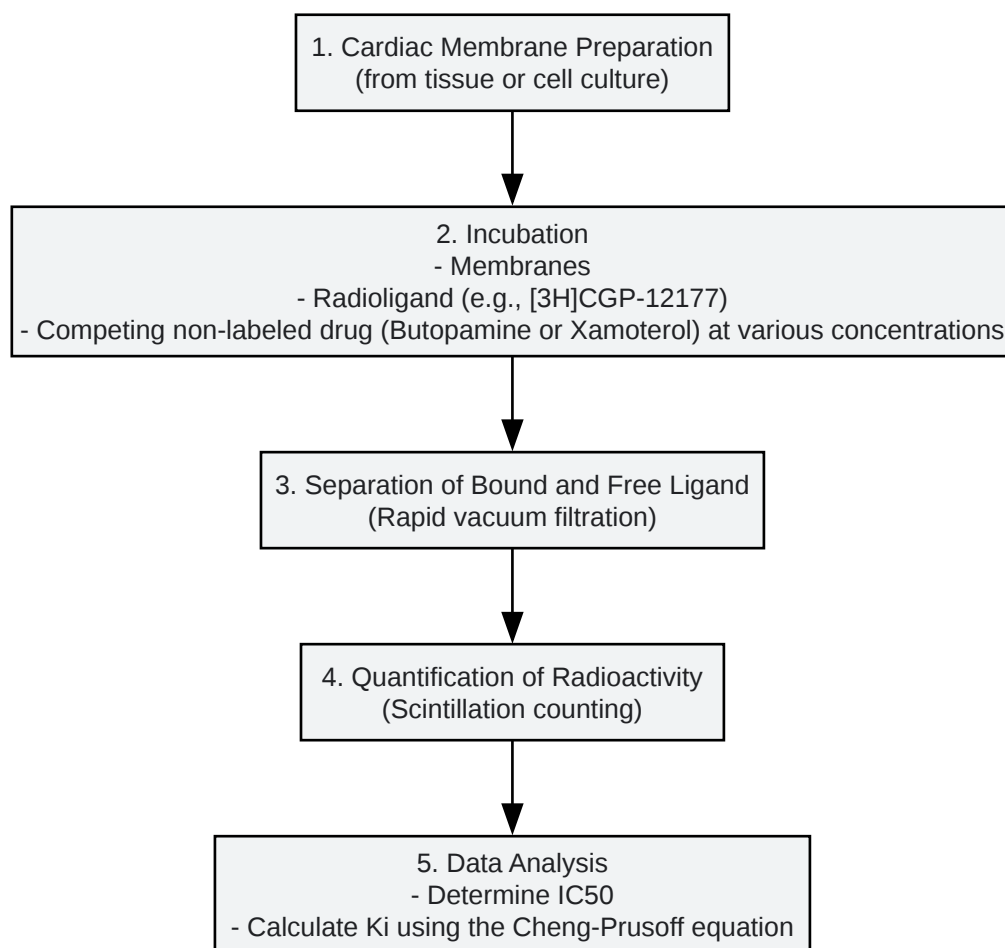 1. Cardiac Membrane Preparation
(from tissue or cell culture)
2. Incubation
- Membranes
- Radioligand (e.g., [3H]CGP-12177)
- Competing non-labeled drug (Butopamine or Xamoterol) at various concentrations
3. Separation of Bound and Free Ligand
(Rapid vacuum filtration)
4. Quantification of Radioactivity
(Scintillation counting)
5. Data Analysis
- Determine IC50
- Calculate Ki using the Cheng-Prusoff equation